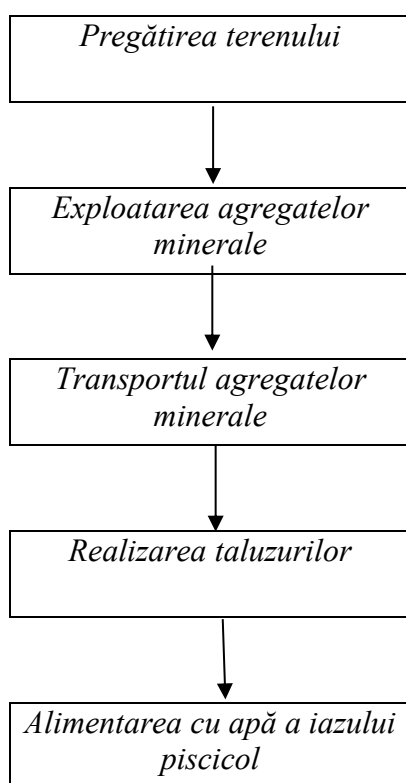 Pregătirea terenului
Exploatarea agregatelor
minerale
Transportul agregatelor
minerale
Realizarea taluzurilor
Alimentarea cu apă a iazului
piscicol